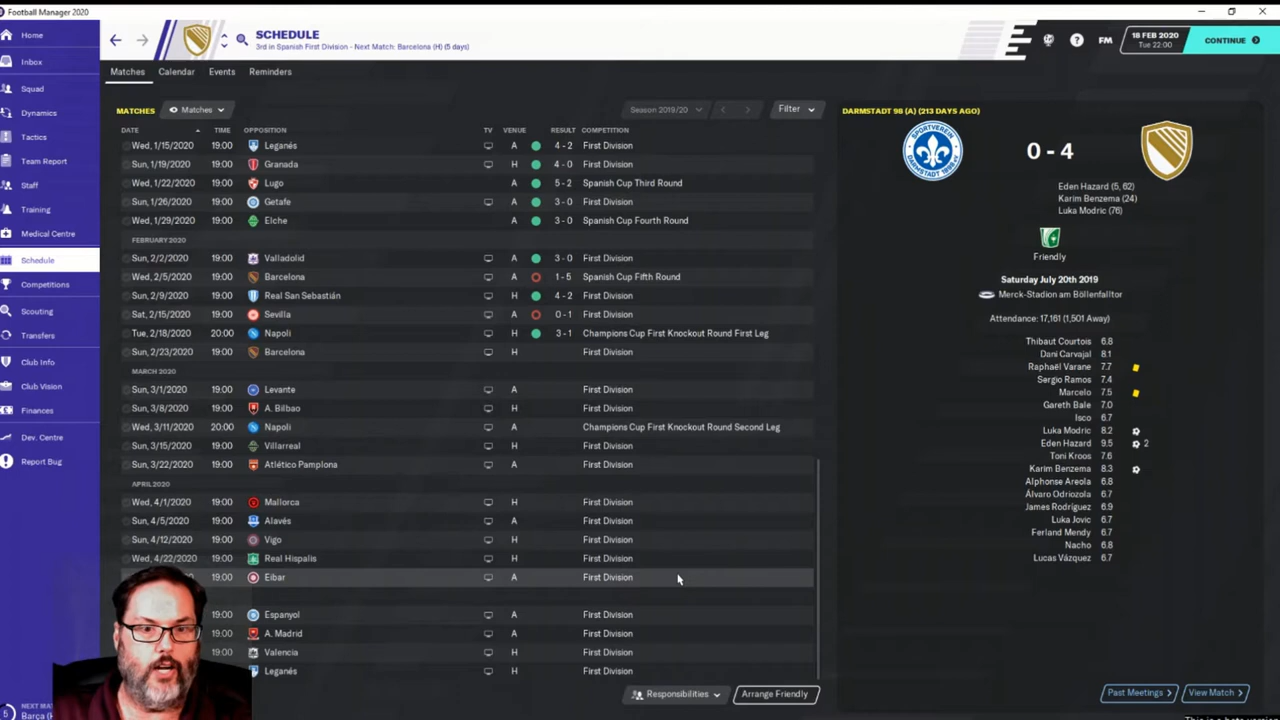 Football Manager 2020
Home
Inbox
Squad
Dynamics
Tactics
Team Report
Staff
Training
Medical Centre
Schedule
Competitions
Scouting
Transfers
Club Info
Club Vision
Finances
Dev. Centre
Report Bug
5
SCHEDULE
3rd in Spanish First Division - Next Match: Barcelona (H) (5 days)
? FM 18 FEB 2020 Tue 22:00 CONTINUE
Matches Calendar Events Reminders
MATCHES Matches Season 2019/20 Filter
DATE TIME OPPOSITION TV VENUE RESULT COMPETITION
Wed, 1/15/2020 19:00 Leganés A 4 - 2 First Division
Sun, 1/19/2020 19:00 Granada H 4 - 0 First Division
Wed, 1/22/2020 19:00 Lugo A 5 - 2 Spanish Cup Third Round
Sun, 1/26/2020 19:00 Getafe A 3 - 0 First Division
Wed, 1/29/2020 19:00 Elche A 3 - 0 Spanish Cup Fourth Round
FEBRUARY 2020
Sun, 2/2/2020 19:00 Valladolid A 3 - 0 First Division
Wed, 2/5/2020 19:00 Barcelona A 1 - 5 Spanish Cup Fifth Round
Sun, 2/9/2020 19:00 Real San Sebastián H 4 - 2 First Division
Sat, 2/15/2020 19:00 Sevilla A 0 - 1 First Division
Tue, 2/18/2020 20:00 Napoli H 3 - 1 Champions Cup First Knockout Round First Leg
Sun, 2/23/2020 19:00 Barcelona H First Division
MARCH 2020
Sun, 3/1/2020 19:00 Levante A First Division
Sun, 3/8/2020 19:00 A. Bilbao H First Division
Wed, 3/11/2020 20:00 Napoli A Champions Cup First Knockout Round Second Leg
Sun, 3/15/2020 19:00 Villarreal H First Division
Sun, 3/22/2020 19:00 Atlético Pamplona A First Division
APRIL 2020
Wed, 4/1/2020 19:00 Mallorca H First Division
Sun, 4/5/2020 19:00 Alavés A First Division
Sun, 4/12/2020 19:00 Vigo H First Division
Wed, 4/22/2020 19:00 Real Hispalis H First Division
19:00 Eibar A First Division
19:00 Espanyol A First Division
19:00 A. Madrid A First Division
19:00 Valencia H First Division
19:00 Leganés H First Division
Responsibilities Arrange Friendly
DARMSTADT 98 (A) (213 DAYS AGO)
SPORTVEREIN
DARMSTADT 1898 e.V.
0 - 4
Eden Hazard (5, 62)
Karim Benzema (24)
Luka Modric (76)
Friendly
Saturday July 20th 2019
Merck-Stadion am Böllenfalltor
Attendance: 17,161 (1,501 Away)
Thibaut Courtois 6.8
Dani Carvajal 8.1
Raphaël Varane 7.7
Sergio Ramos 7.4
Marcelo 7.5
Gareth Bale 7.0
Isco 6.7
Luka Modric 8.2
Eden Hazard 9.5 2
Toni Kroos 7.6
Karim Benzema 8.3
Alphonse Areola 6.8
Álvaro Odriozola 6.7
James Rodríguez 6.9
Luka Jovic 6.7
Ferland Mendy 6.7
Nacho 6.8
Lucas Vázquez 6.7
Past Meetings > View Match >